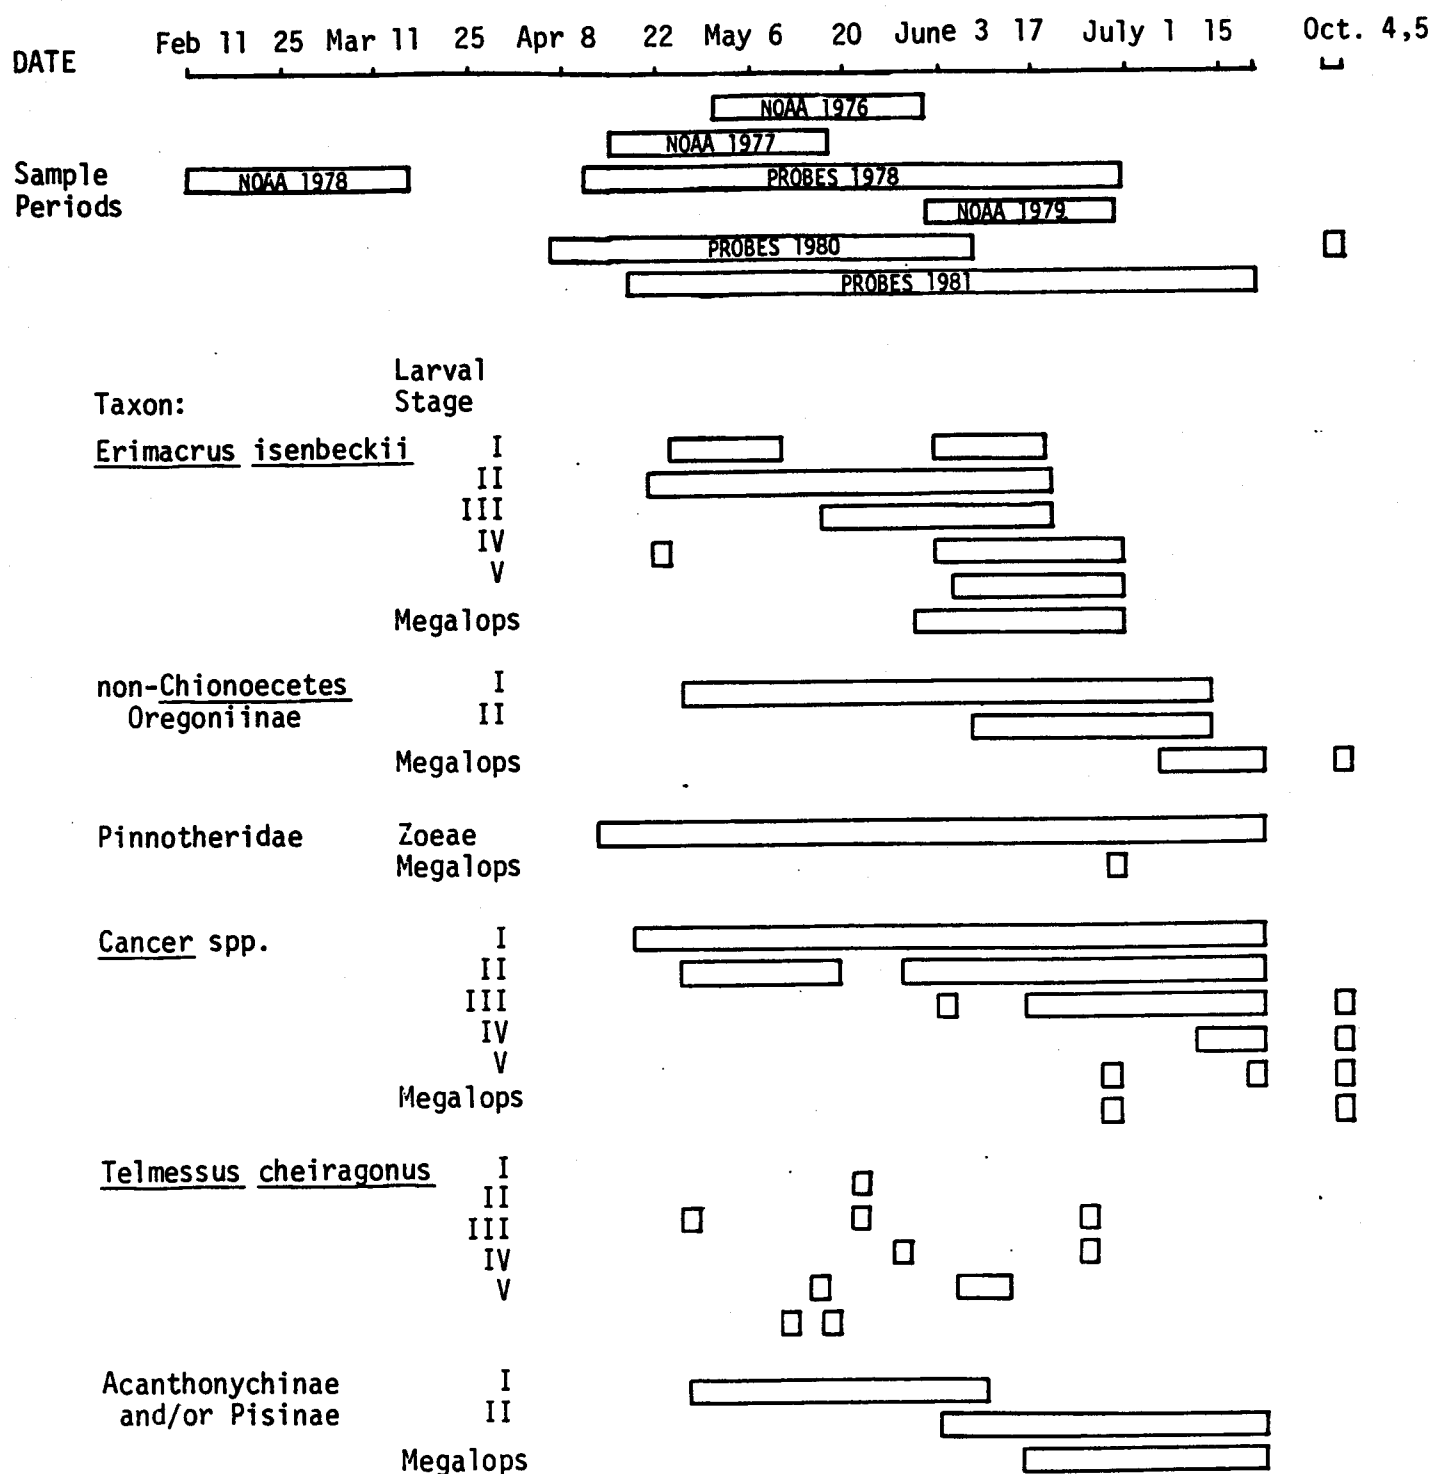 Feb 11 25 Mar 11 25 Apr 8 22 May 6 20 June 3 17 July 1 15 Oct. 4,5
DATE
NOAA 1976
NOAA 1977
Sample
Periods
NOAA 1978 PROBES 1978
NOAA 1979
PROBES 1980
PROBES 1981
Larval
Stage
Taxon:
Erimacrus isenbeckii I
II
III
IV
V
Megalops
non-Chionoecetes I
Oregoniinae II
Megalops
Pinnotheridae Zoeae
Megalops
Cancer spp. I
II
III
IV
V
Megalops
Telmessus cheiragonus I
II
III
IV
V
Acanthonychinae I
and/or Pisinae II
Megalops